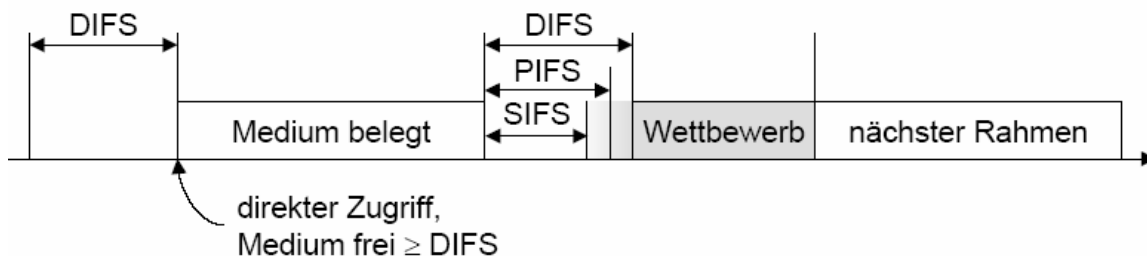 DIFS
DIFS
PIFS
SIFS
Medium belegt
Wettbewerb
nächster Rahmen
direkter Zugriff,
Medium frei ≥ DIFS